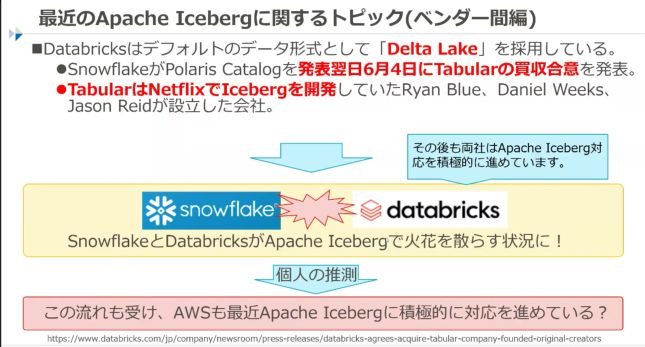 最近のApache Icebergに関するトピック(ベンダー間編)
■Databricksはデフォルトのデータ形式として「Delta Lake」を採用している。
●SnowflakeがPolaris Catalogを発表翌日6月4日にTabularの買収合意を発表。
●TabularはNetflixでIcebergを開発していたRyan Blue、Daniel Weeks、
Jason Reidが設立した会社。
その後も両社はApache Iceberg対
応を積極的に進めています。
snowflake
databricks
SnowflakeとDatabricksがApache Icebergで火花を散らす状況に！
個人の推測
この流れも受け、AWSも最近Apache Icebergに積極的に対応を進めている？
https://www.databricks.com/jp/company/newsroom/press-releases/databricks-agrees-acquire-tabular-company-founded-original-creators